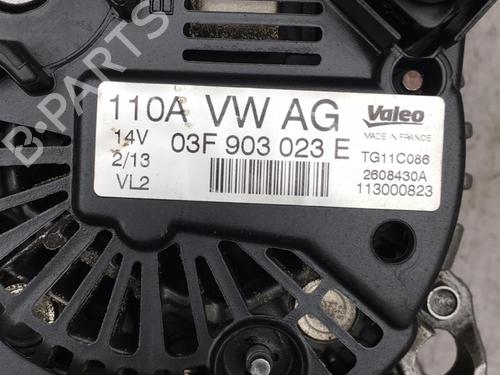 B-PARTS
110A VW AG
Valeo
14V
03F 903 023 E
MADE IN FRANCE
2/13
TG11C086
VL2
2608430A
113000823